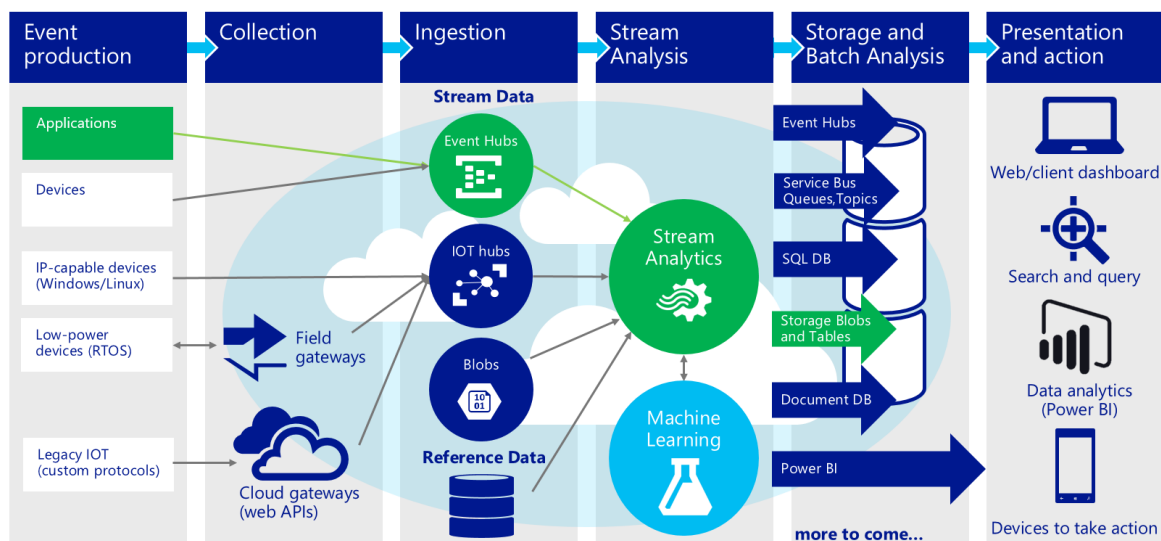 Event
production
Collection
Ingestion
Stream
Analysis
Storage and
Batch Analysis
Presentation
and action
Applications
Devices
IP-capable devices
(Windows/Linux)
Low-power
devices (RTOS)
Legacy IOT
(custom protocols)
Field
gateways
Cloud gateways
(web APIs)
Stream Data
Event Hubs
IOT hubs
Blobs
10
01
Reference Data
Stream
Analytics
Machine
Learning
Event Hubs
Service Bus
Queues,Topics
SQL DB
Storage Blobs
and Tables
Document DB
Power BI
more to come...
Web/client dashboard
Search and query
Data analytics
(Power BI)
Devices to take action